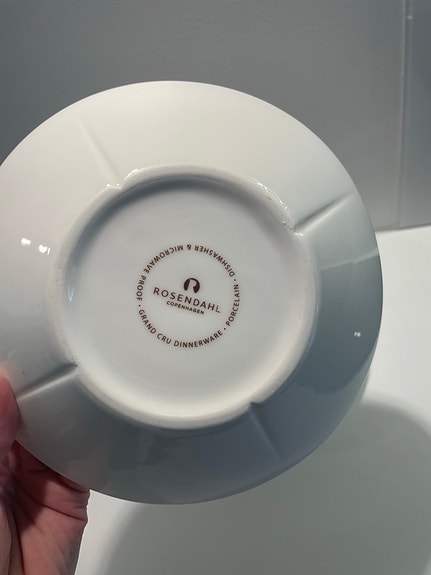 ROSENDAHL
COPENHAGEN
GRAND CRU DINNERWARE • PORCELAIN • DISHWASHER & MICROWAVE PROOF •